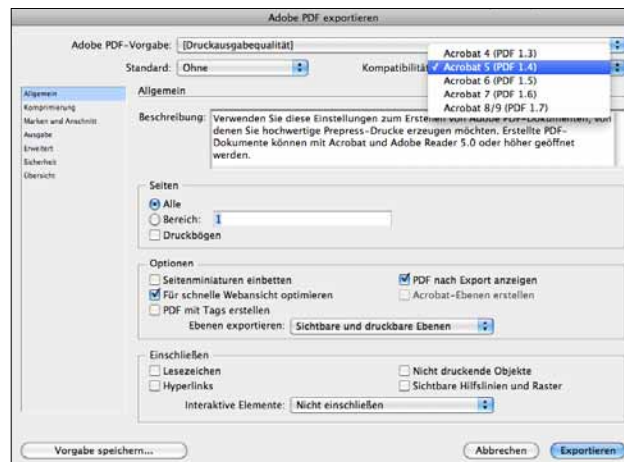 Adobe PDF exportieren
Adobe PDF-Vorgabe: [Druckausgabequalität]
Standard: Ohne
Kompatibilität
Acrobat 4 (PDF 1.3)
✓ Acrobat 5 (PDF 1.4)
Acrobat 6 (PDF 1.5)
Acrobat 7 (PDF 1.6)
Acrobat 8/9 (PDF 1.7)
Allgemein
Komprimierung
Marken und Anschnitt
Ausgabe
Erweitert
Sicherheit
Übersicht
Allgemein
Beschreibung: Verwenden Sie diese Einstellungen zum Erstellen von Adobe PDF-Dokumenten, von
denen Sie hochwertige Prepress-Drucke erzeugen möchten. Erstellte PDF-
Dokumente können mit Acrobat und Adobe Reader 5.0 oder höher geöffnet
werden.
Seiten
Alle
Bereich: 1
Druckbögen
Optionen
Seitenminiaturen einbetten
PDF nach Export anzeigen
Für schnelle Webansicht optimieren
Acrobat-Ebenen erstellen
PDF mit Tags erstellen
Ebenen exportieren: Sichtbare und druckbare Ebenen
Einschließen
Lesezeichen
Nicht druckende Objekte
Hyperlinks
Sichtbare Hilfslinien und Raster
Interaktive Elemente: Nicht einschließen
Vorgabe speichern...
Abbrechen
Exportieren